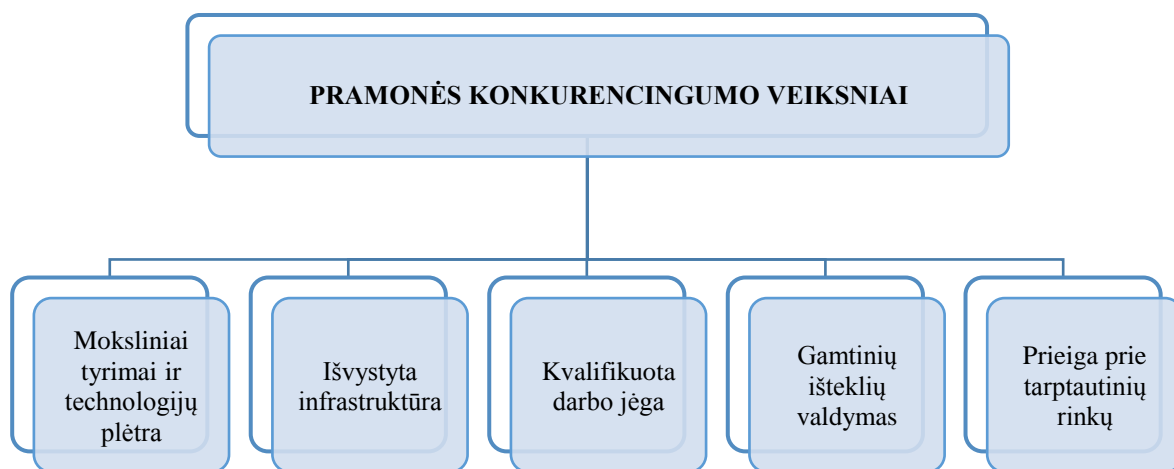 PRAMONĖS KONKURENCINGUMO VEIKSNIAI
Moksliniai
tyrimai ir
technologijų
plėtra
Išvystyta
infrastruktūra
Kvalifikuota
darbo jėga
Gamtinių
išteklių
valdymas
Prieiga prie
tarptautinių
rinkų